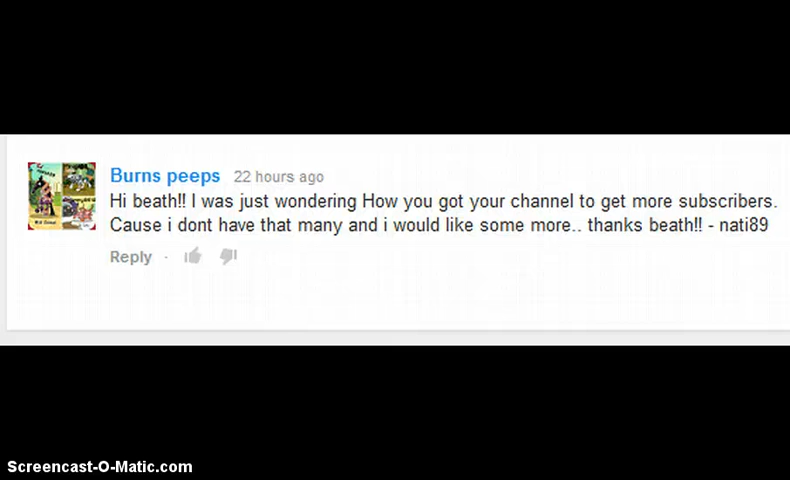 Burns peeps 22 hours ago
Hi beath!! I was just wondering How you got your channel to get more subscribers.
Cause i dont have that many and i would like some more.. thanks beath!! - nati89
Reply ·
Screencast-O-Matic.com